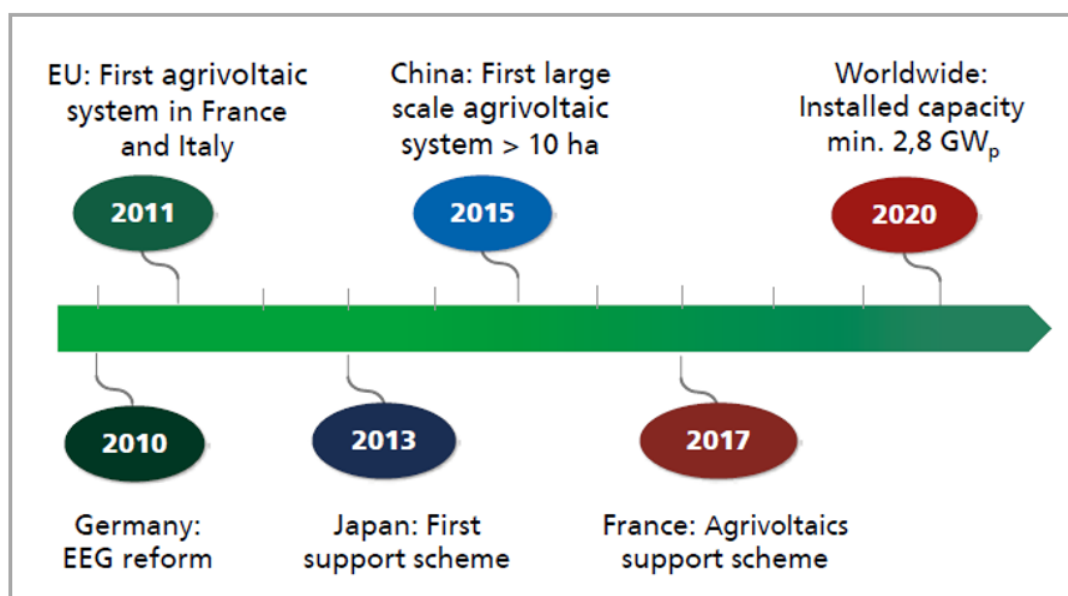 EU: First agrivoltaic
system in France
and Italy
China: First large
scale agrivoltaic
system > 10 ha
Worldwide:
Installed capacity
min. 2,8 GWp
2011
2015
2020
2010
2013
2017
Germany:
EEG reform
Japan: First
support scheme
France: Agrivoltaics
support scheme